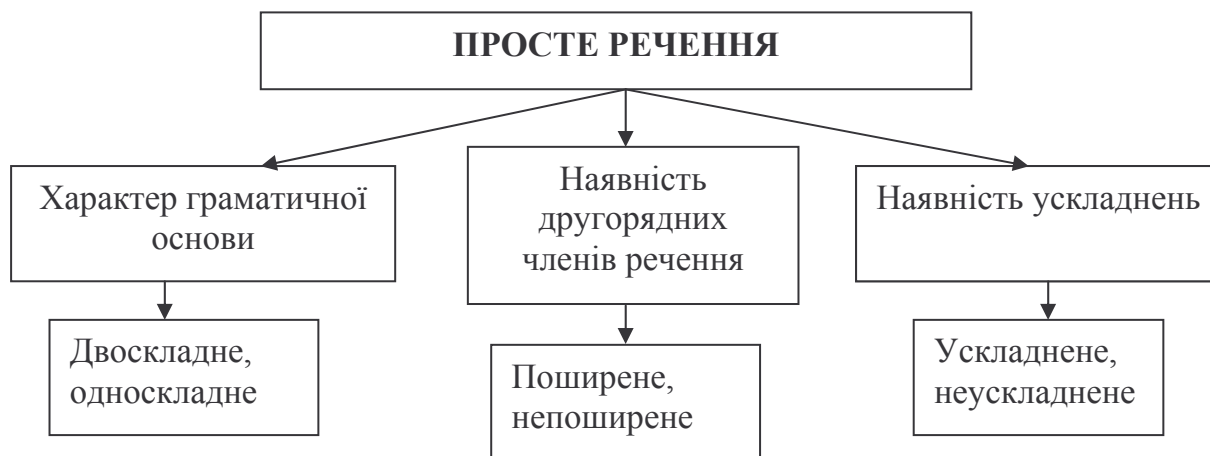 ПРОСТЕ РЕЧЕННЯ
Характер граматичної
основи
Наявність
другорядних
членів речення
Наявність ускладнень
Двоскладне,
односкладне
Поширене,
непоширене
Ускладнене,
неускладнене